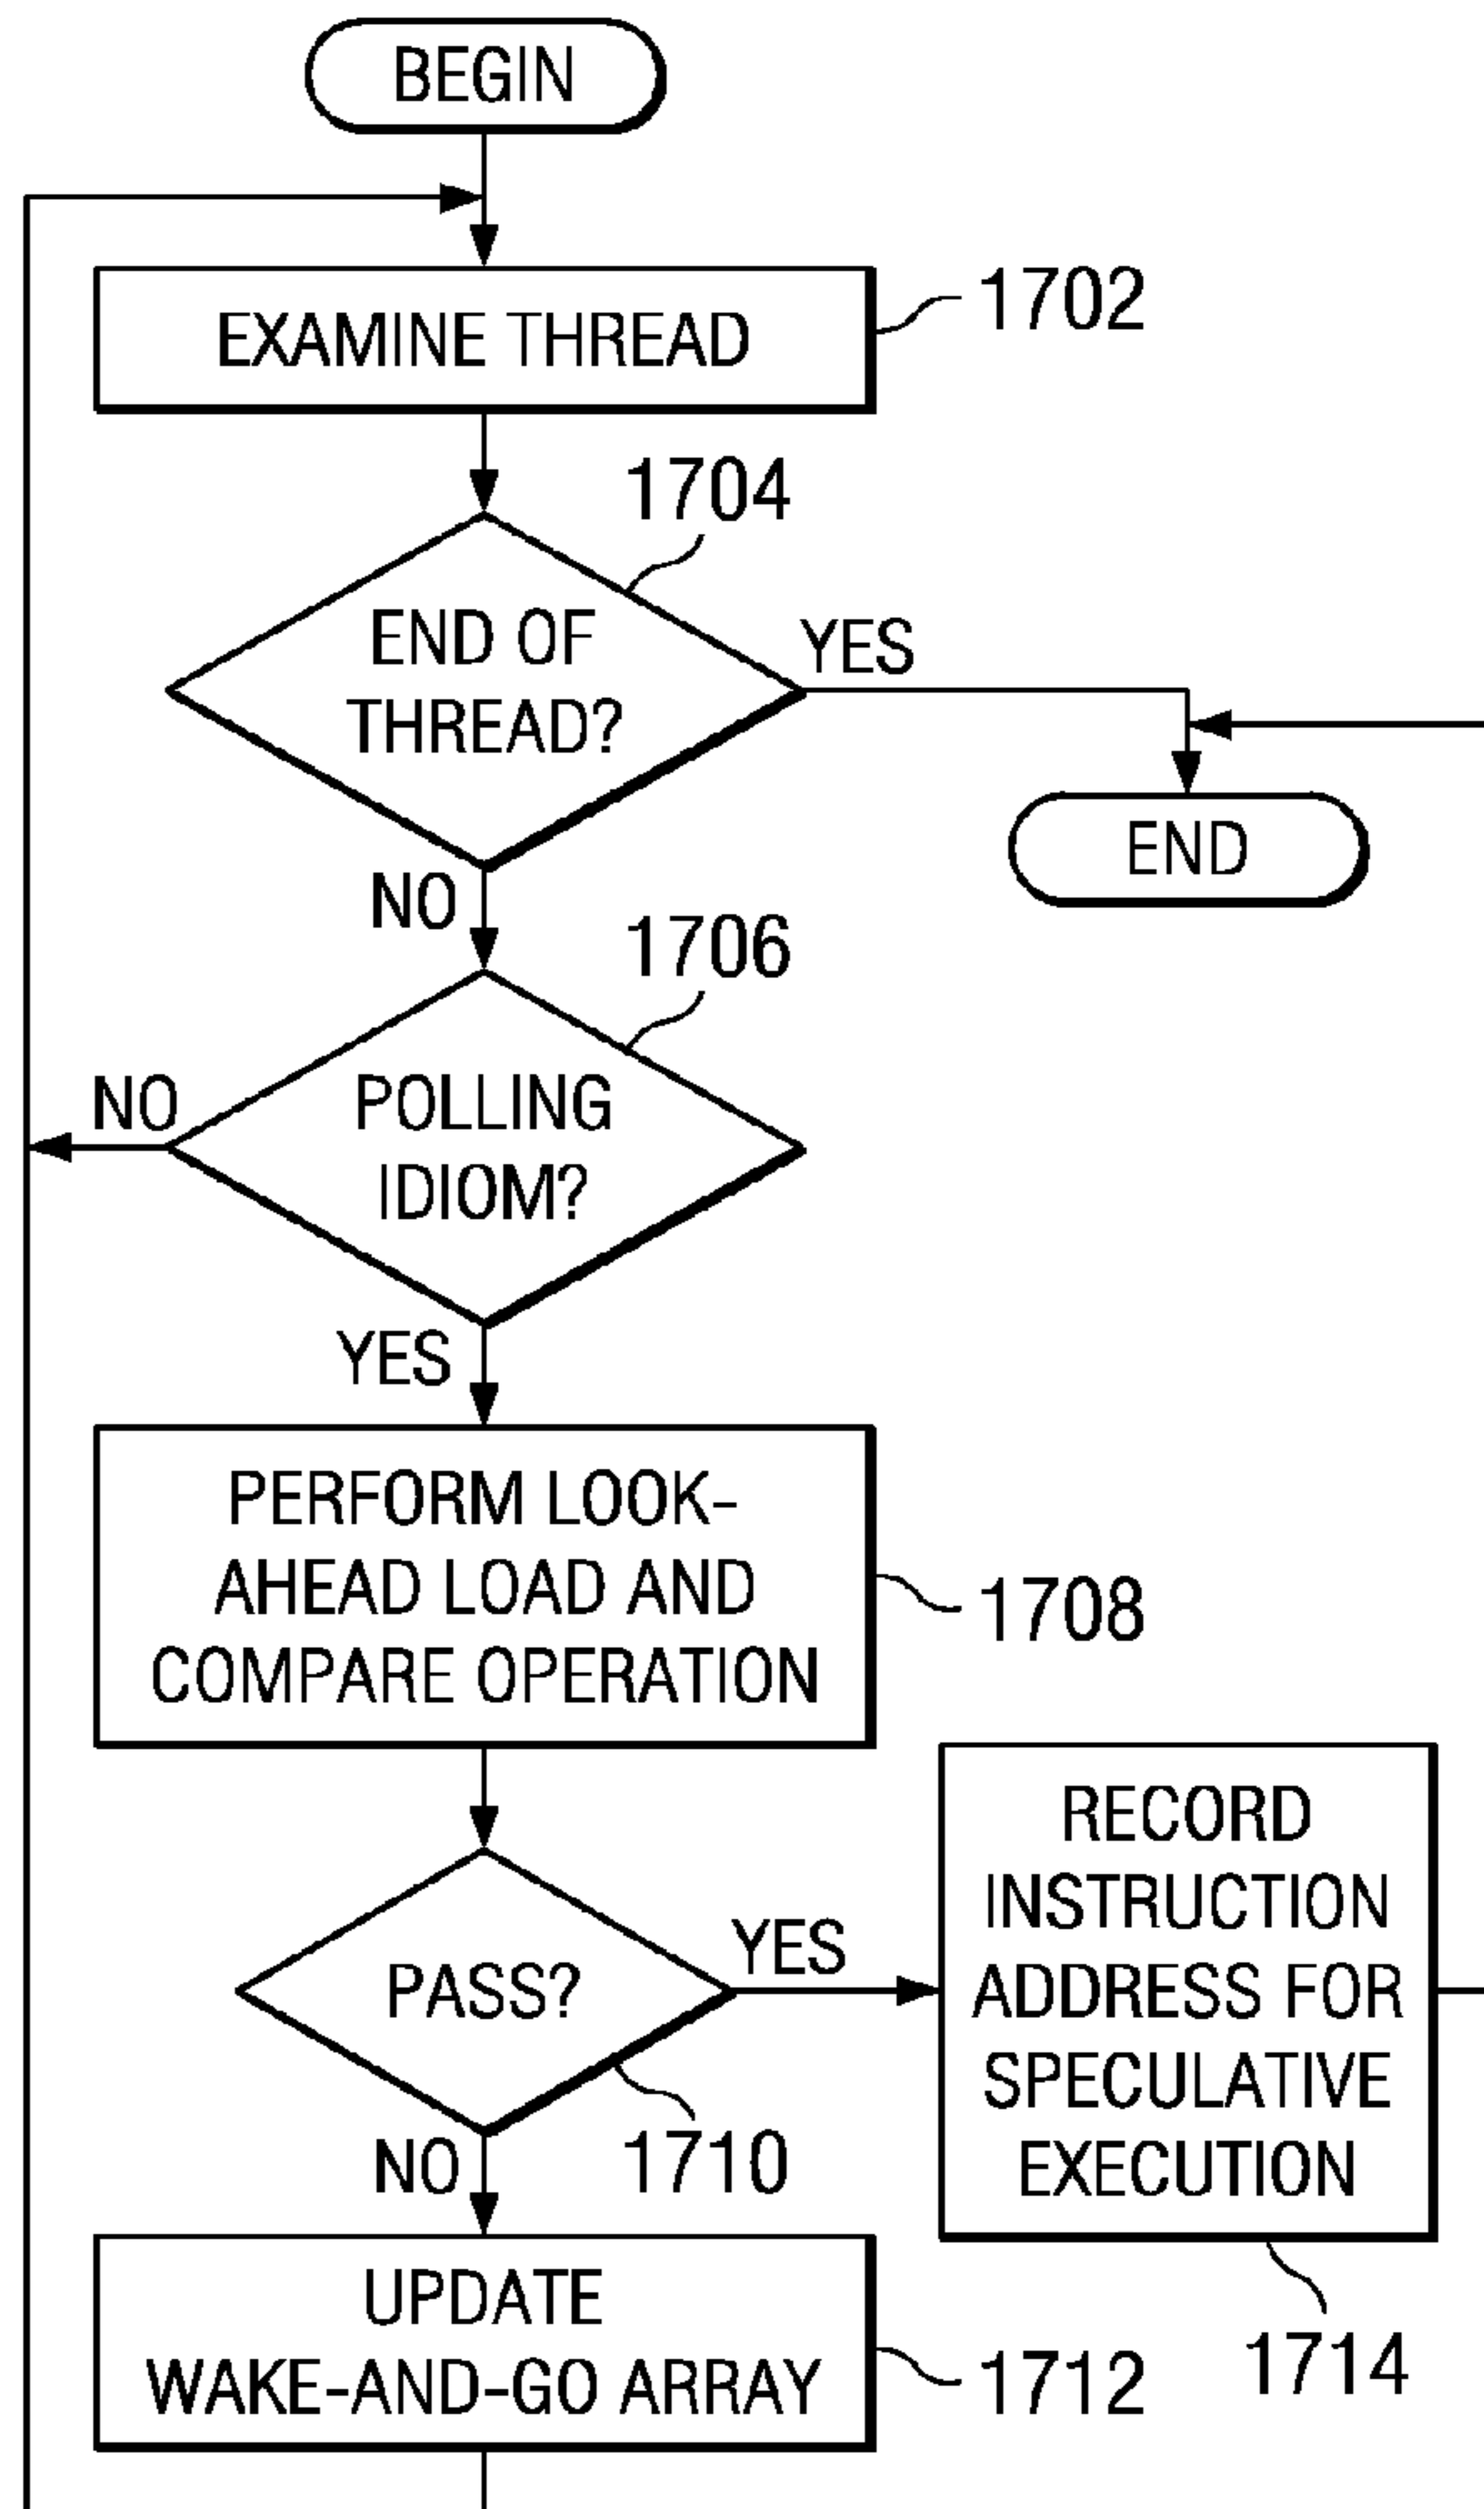 BEGIN
EXAMINE THREAD
1702
1704
END OF
THREAD?
YES
END
NO
1706
NO
POLLING
IDIOM?
YES
PERFORM LOOK-
AHEAD LOAD AND
COMPARE OPERATION
1708
PASS?
YES
1710
NO
RECORD
INSTRUCTION
ADDRESS FOR
SPECULATIVE
EXECUTION
1714
UPDATE
WAKE-AND-GO ARRAY
1712